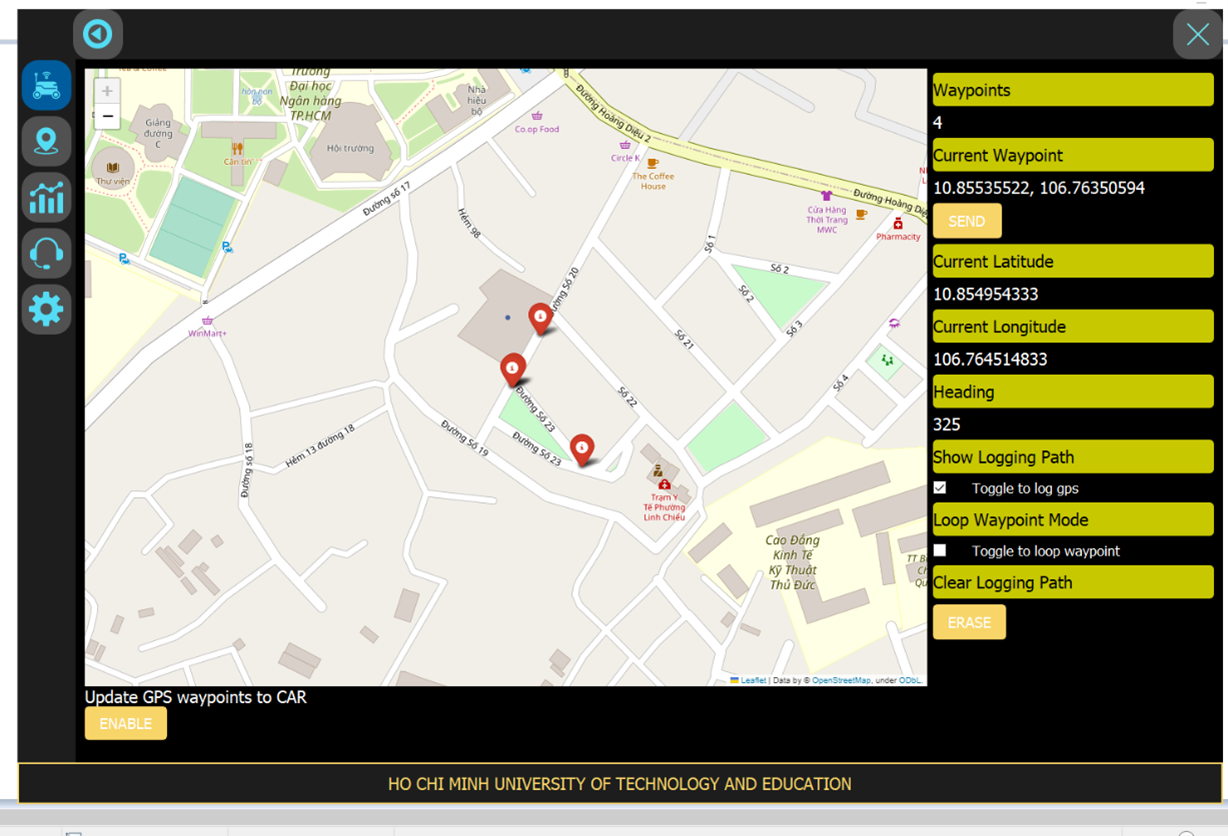 Trường
Đại học
Ngân hàng
TP.HCM
hòn non
bộ
Nhà
hiệu
bộ
+
−
Giảng
đường
C
Thư viện
Căn tin
Hội trường
Co.op Food
Circle K
The Coffee
House
Đường Hoàng Diệu 2
Cửa Hàng
Thời Trang
MWC
Pharmacity
Đường số 17
Hẻm 98
Số 1
Số 2
Số 2
Số 3
Số 4
Số 21
Số 22
WinMart+
Đường Số 23
Đường Số 23
Đường Số 19
Hẻm 13 đường 18
Đường số 18
Trạm Y
Tế Phường
Linh Chiểu
Cao Đẳng
Kinh Tế
Kỹ Thuật
Thủ Đức
Leaflet | Data by © OpenStreetMap, under ODbL.
Update GPS waypoints to CAR
ENABLE
Waypoints
4
Current Waypoint
10.85535522, 106.76350594
SEND
Current Latitude
10.854954333
Current Longitude
106.764514833
Heading
325
Show Logging Path
Toggle to log gps
Loop Waypoint Mode
Toggle to loop waypoint
Clear Logging Path
ERASE
HO CHI MINH UNIVERSITY OF TECHNOLOGY AND EDUCATION